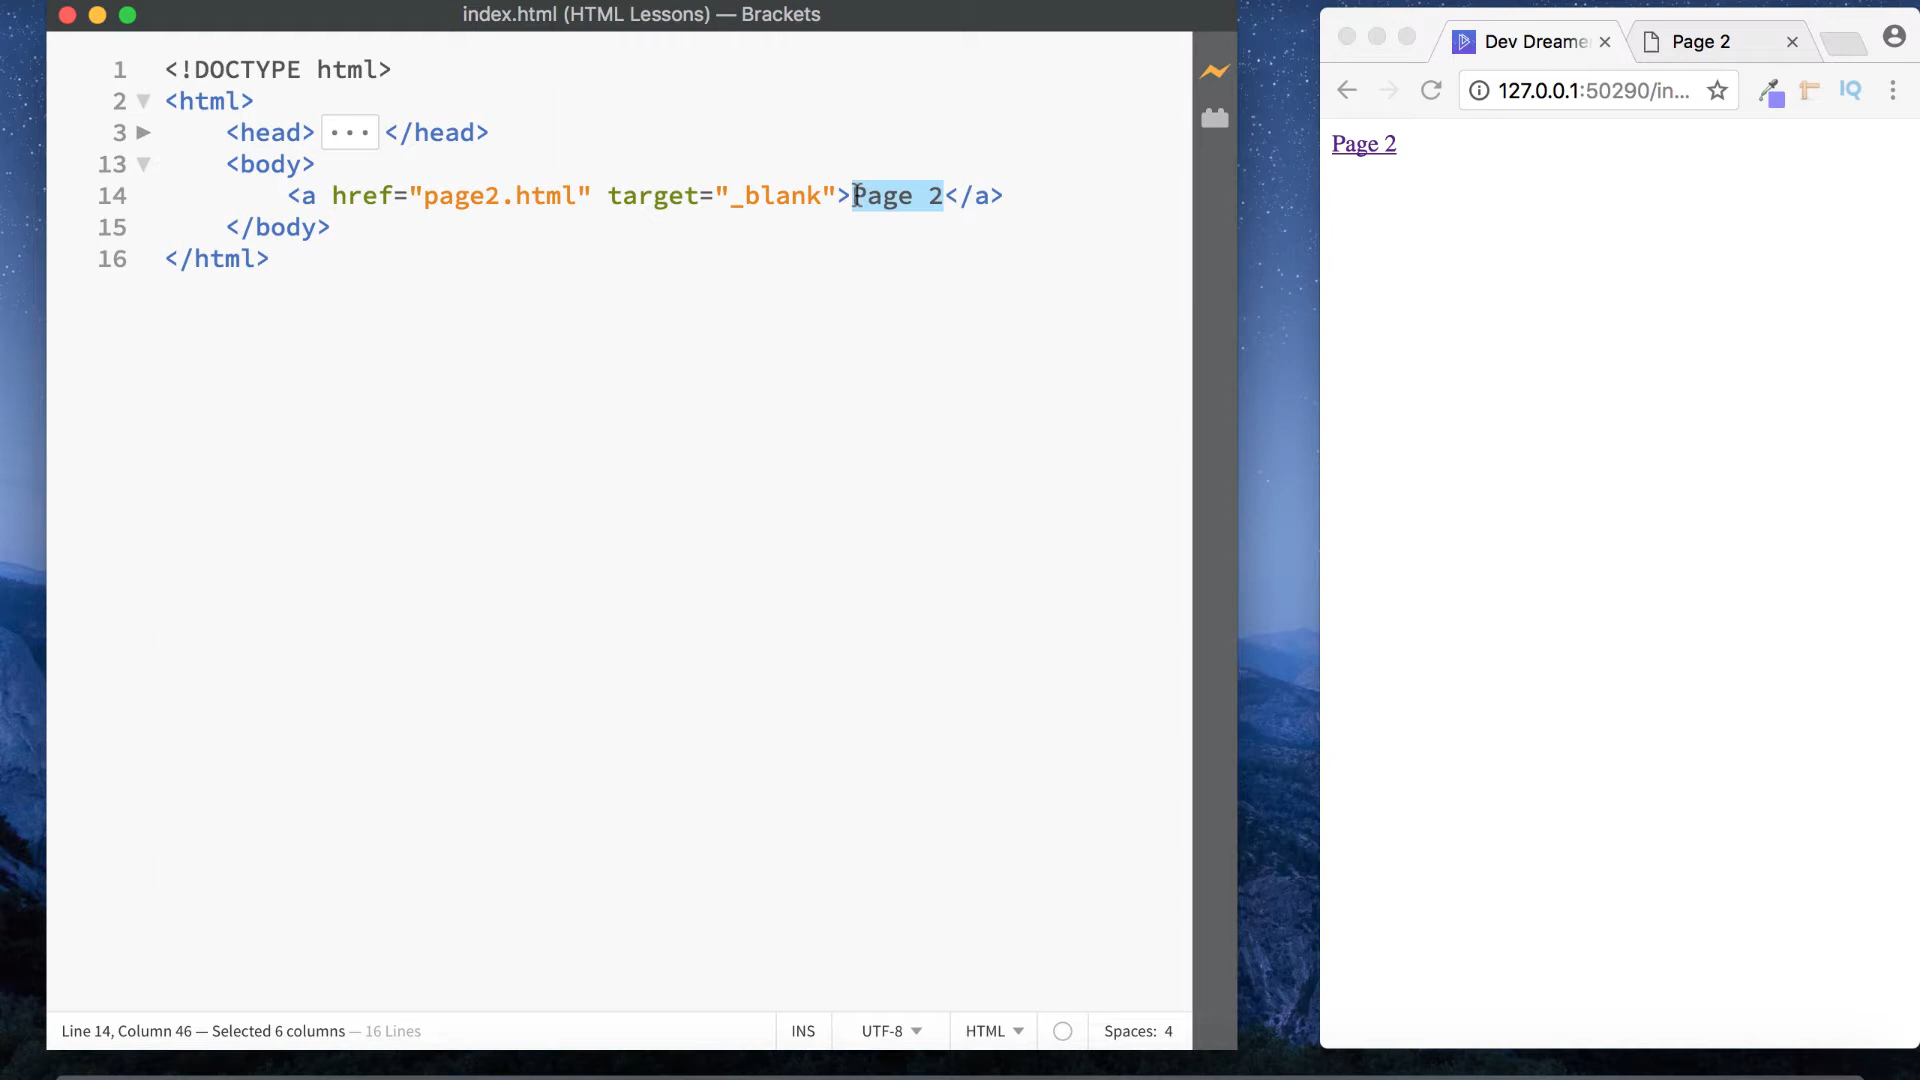 index.html (HTML Lessons) — Brackets
1 <!DOCTYPE html>
2 <html>
3 <head> ... </head>
13 <body>
14 <a href="page2.html" target="_blank">Page 2</a>
15 </body>
16 </html>
Line 14, Column 46 — Selected 6 columns — 16 Lines
INS
UTF-8
HTML
Spaces: 4
Dev Dreame
Page 2
127.0.0.1:50290/in...
IQ
Page 2